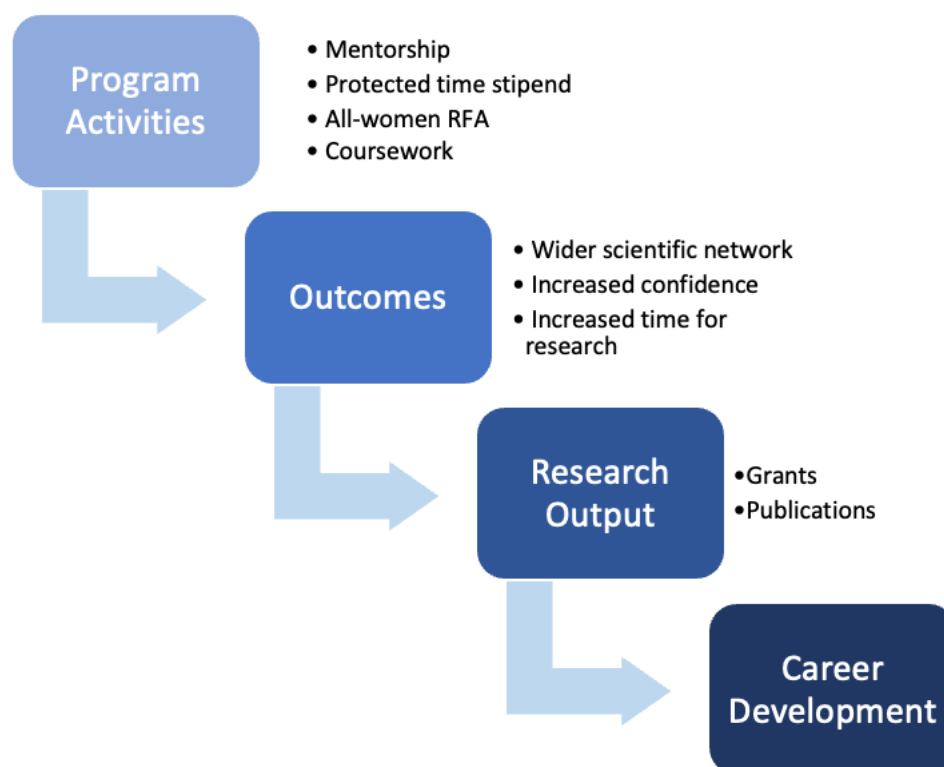 Program
Activities
• Mentorship
• Protected time stipend
• All-women RFA
• Coursework
Outcomes
• Wider scientific network
• Increased confidence
• Increased time for
research
Research
Output
•Grants
•Publications
Career
Development